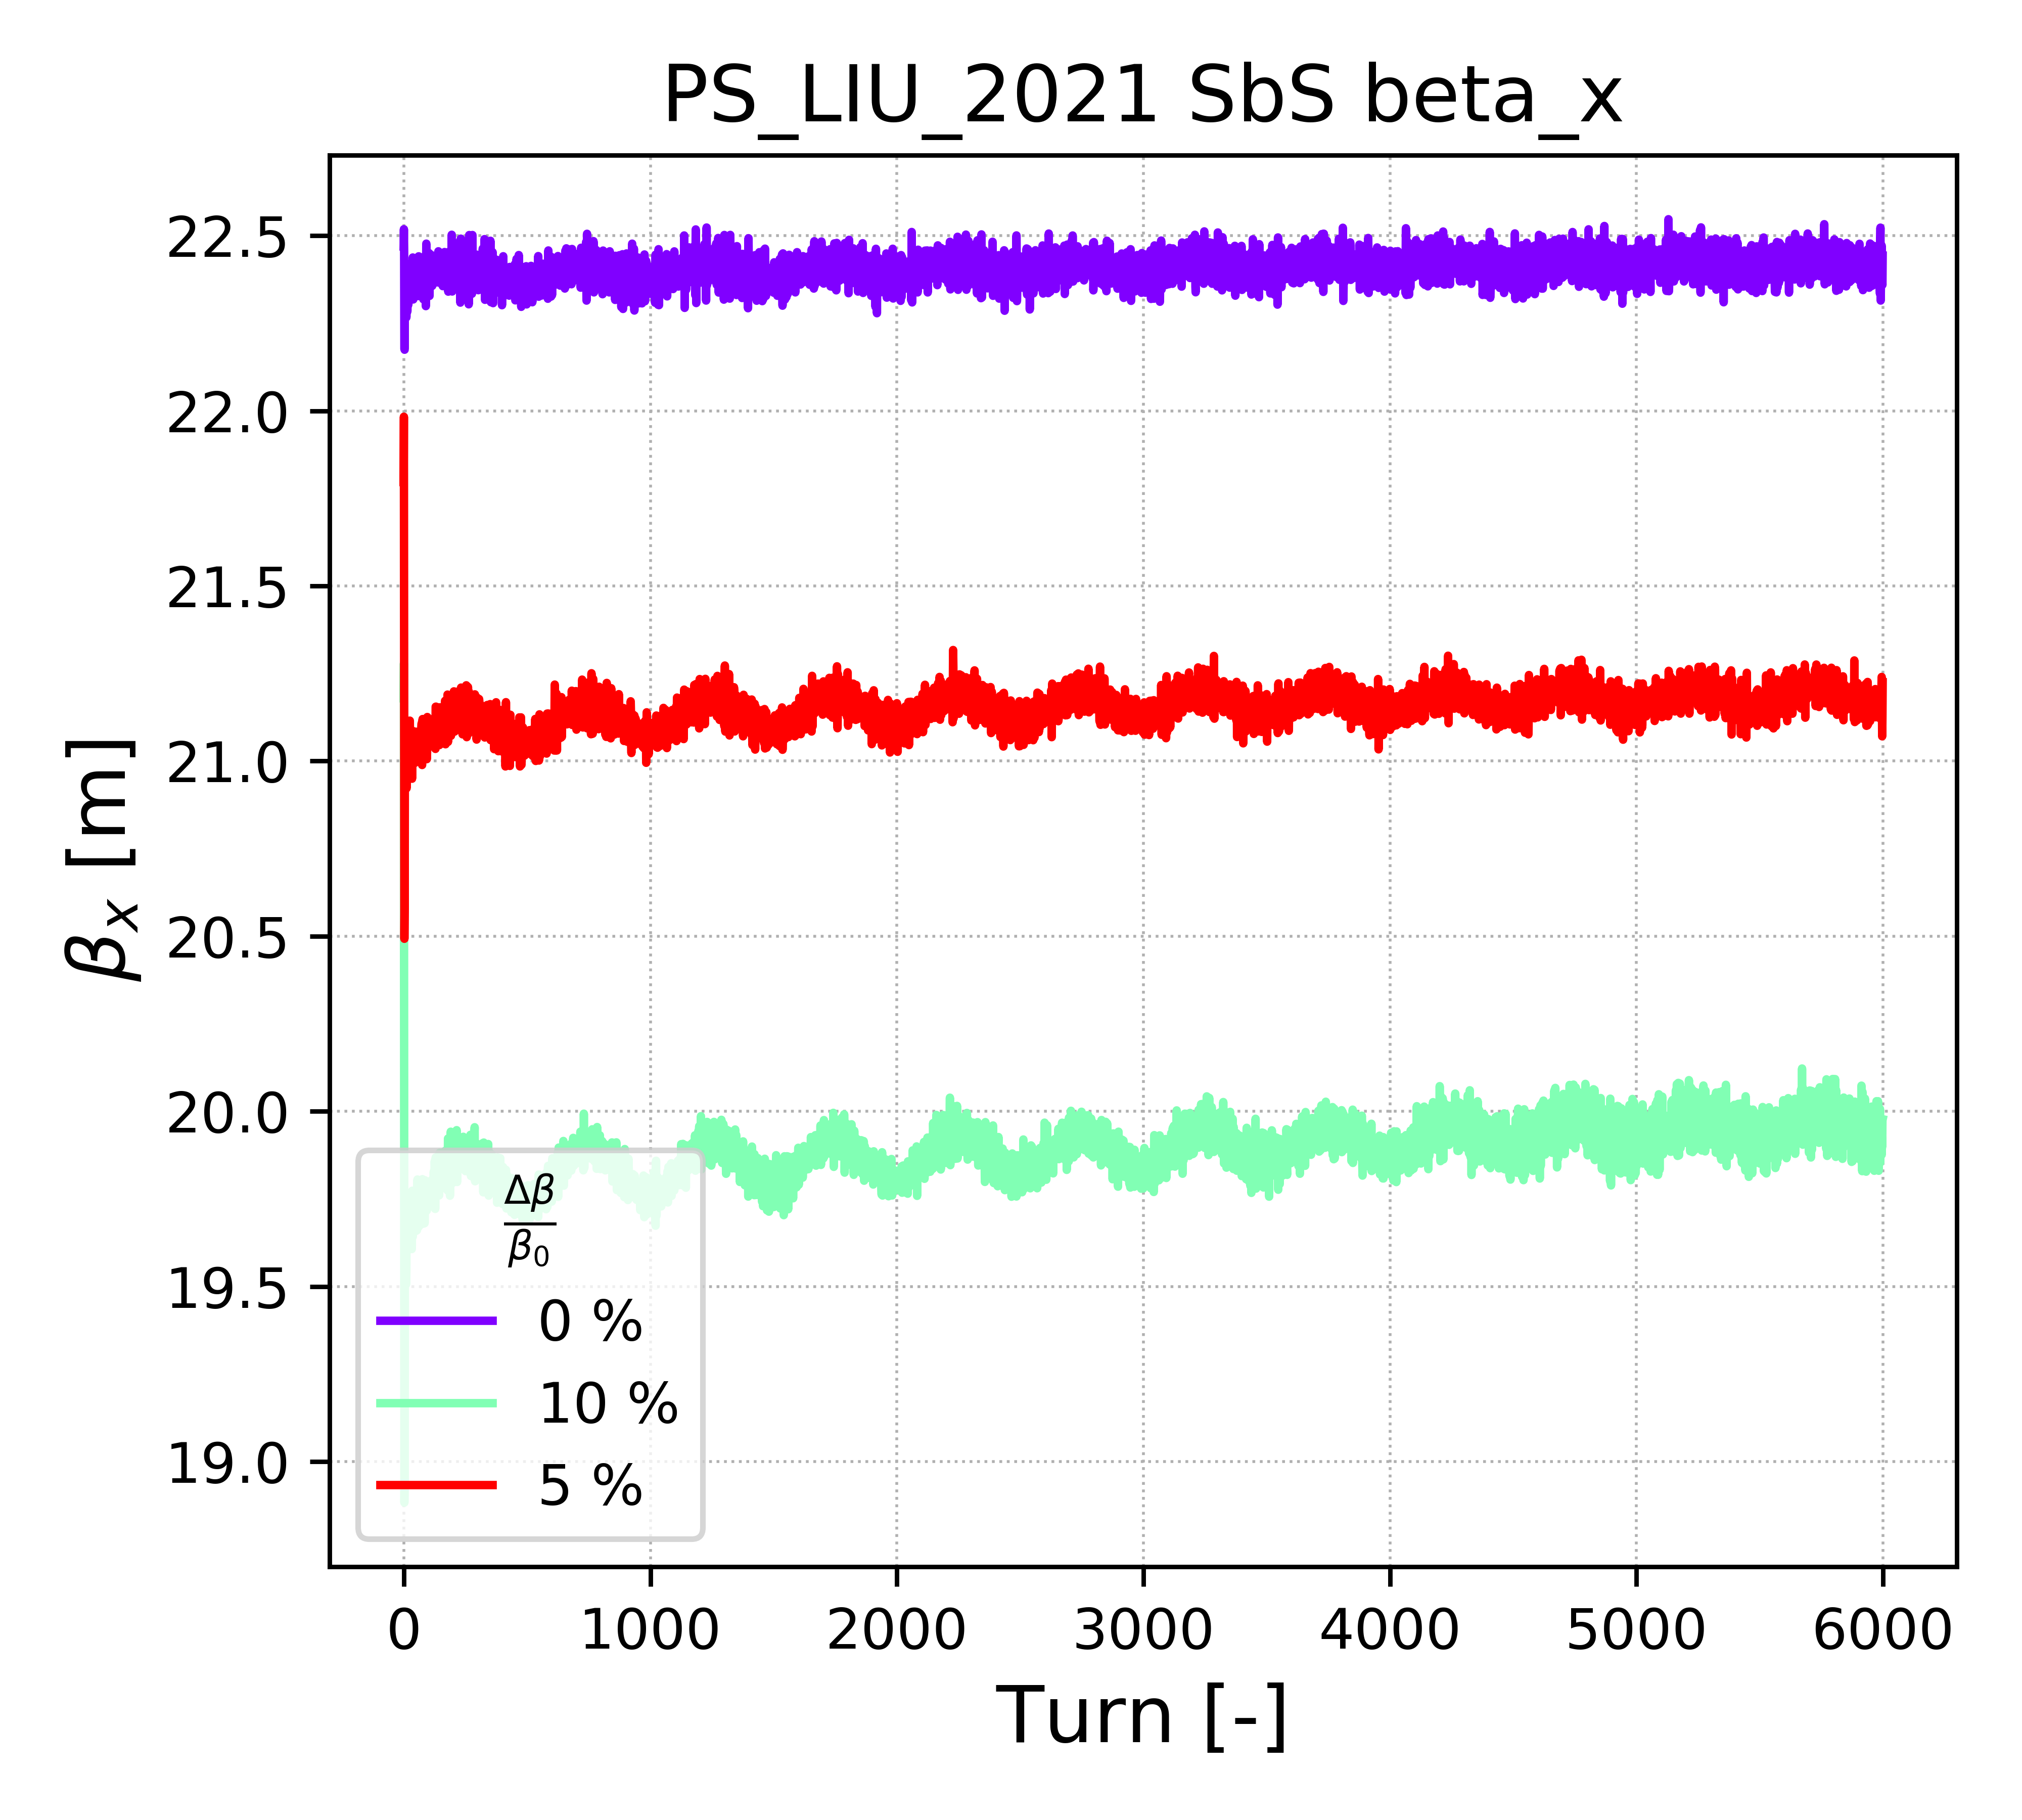 PS_LIU_2021 SbS beta_x
22.5
22.0
21.5
21.0
20.5
20.0
19.5
19.0
βx [m]
Δβ
β0
0 %
10 %
5 %
0 1000 2000 3000 4000 5000 6000
Turn [-]